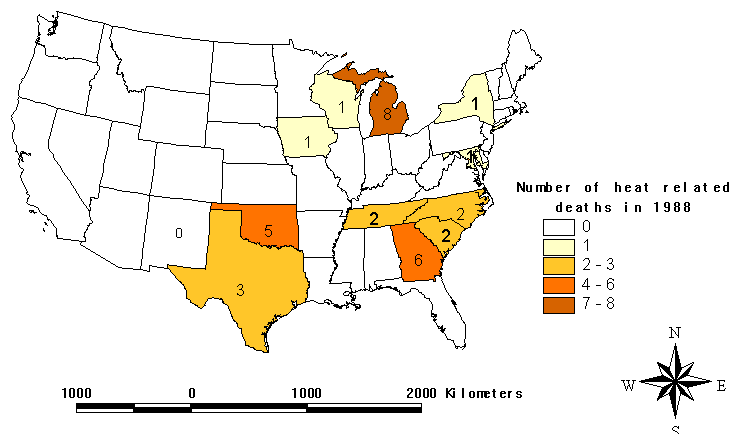 1
1
8
1
0
5
2
2
2
6
3
Number of heat related
deaths in 1988
0
1
2 - 3
4 - 6
7 - 8
N
W E
S
1000 0 1000 2000 Kilometers